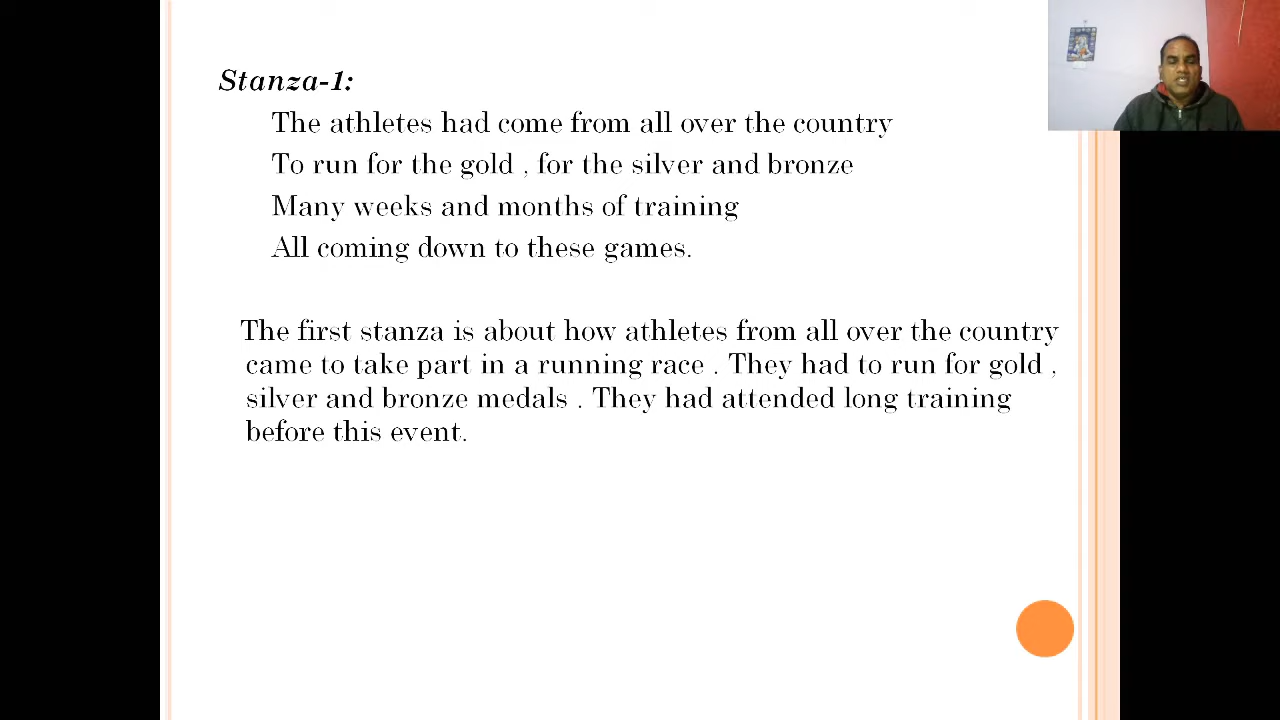 Stanza-1:
The athletes had come from all over the country
To run for the gold , for the silver and bronze
Many weeks and months of training
All coming down to these games.
The first stanza is about how athletes from all over the country
came to take part in a running race . They had to run for gold ,
silver and bronze medals . They had attended long training
before this event.